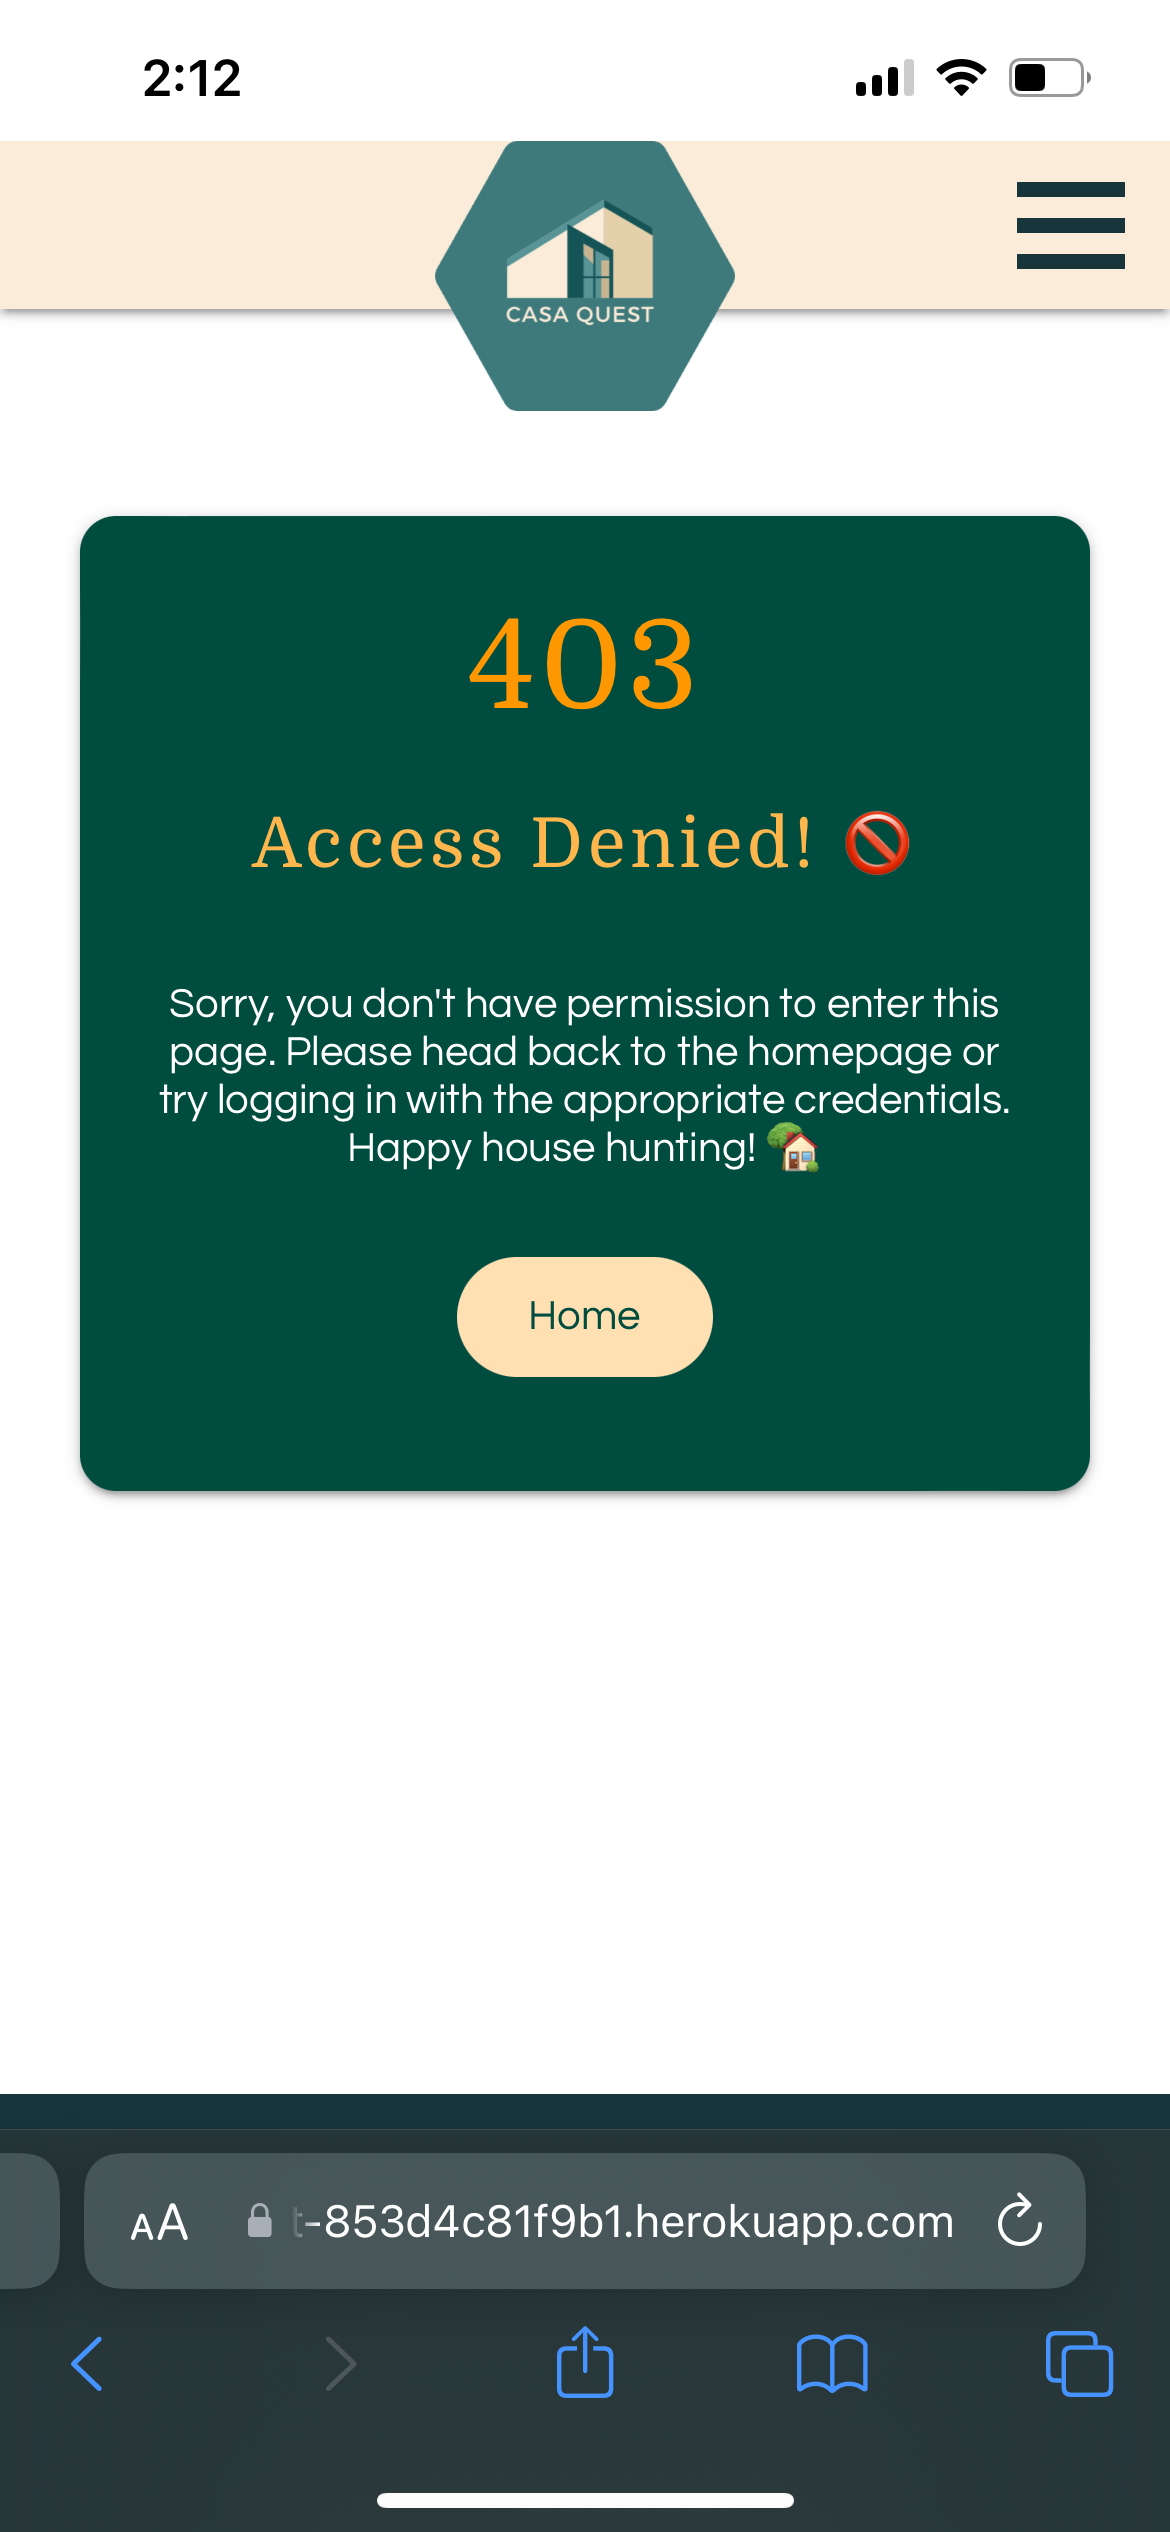 2:12
CASA QUEST
403
Access Denied! 🚫
Sorry, you don't have permission to enter this
page. Please head back to the homepage or
try logging in with the appropriate credentials.
Happy house hunting! 🏡
Home
AA
t-853d4c81f9b1.herokuapp.com